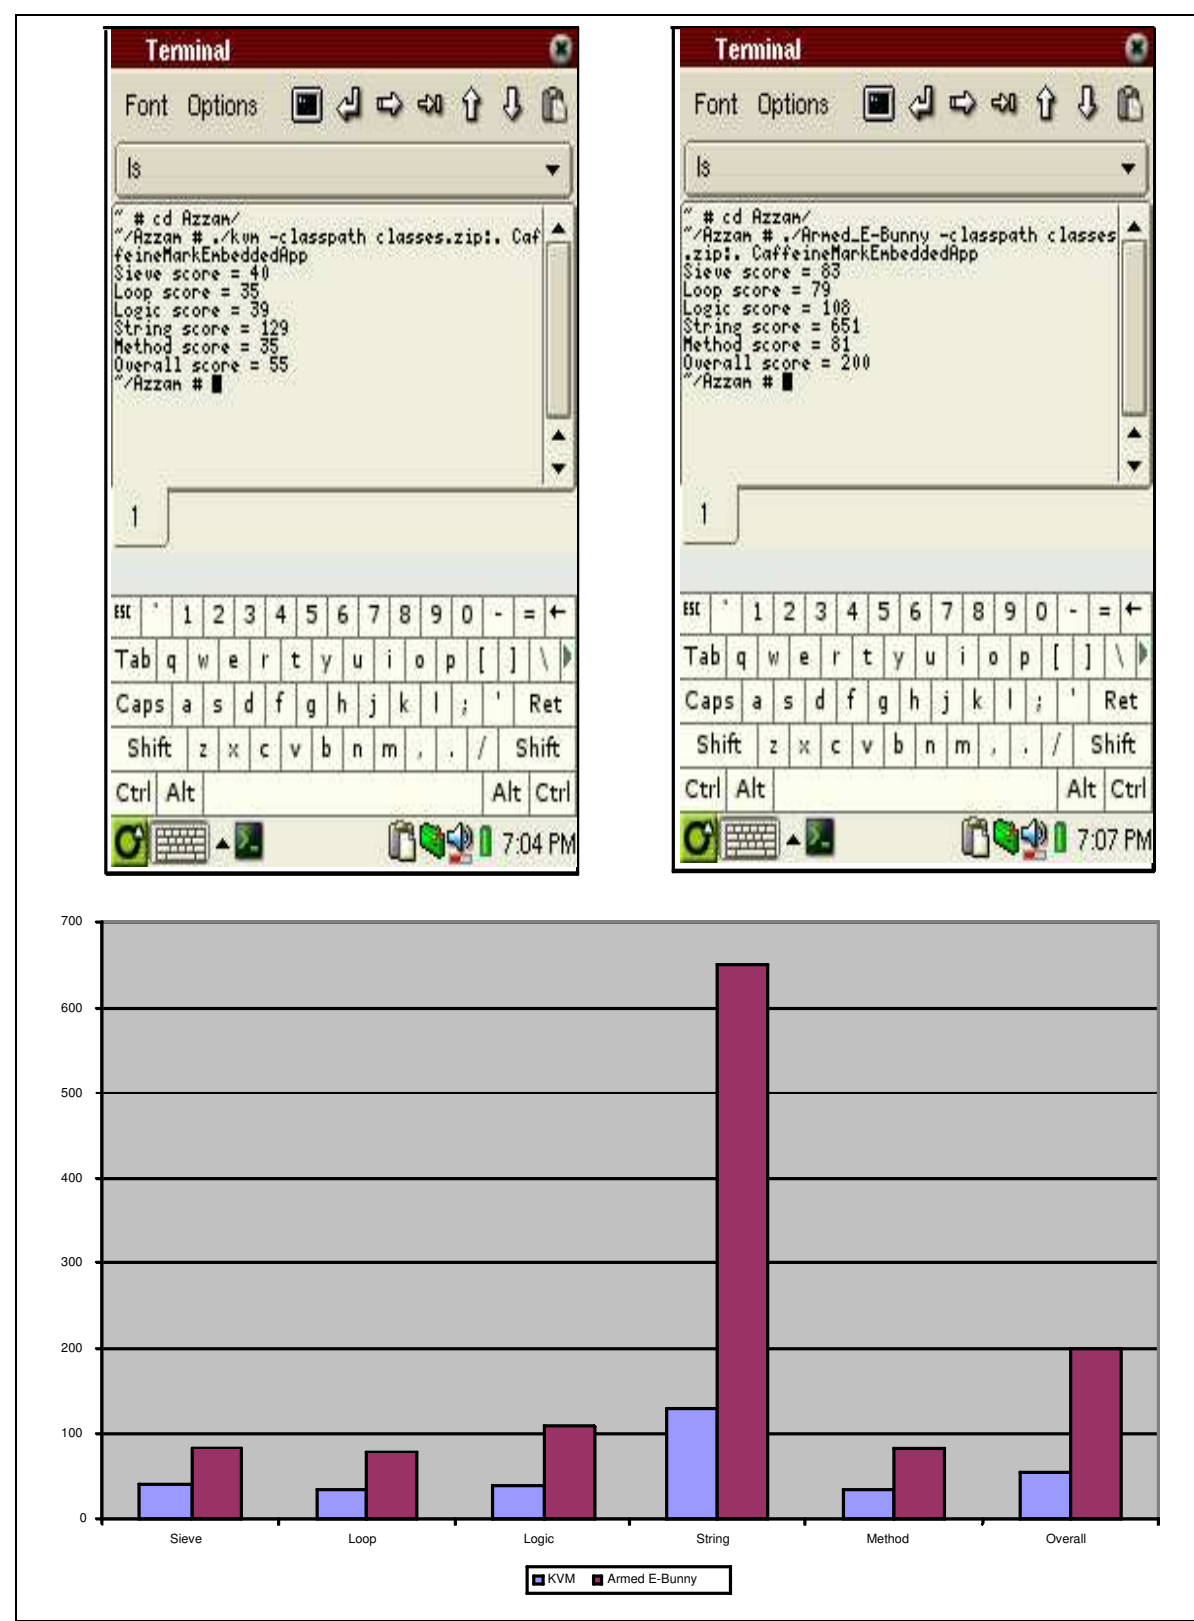 Terminal
Font Options
ls
~ # cd Azzam/
~/Azzam # ./kvm -classpath classes.zip:. Caf
feineMarkEmbeddedApp
Sieve score = 40
Loop score = 35
Logic score = 39
String score = 129
Method score = 35
Overall score = 55
~/Azzam #
1
ESC ` 1 2 3 4 5 6 7 8 9 0 - = ←
Tab q w e r t y u i o p [ ] \
Caps a s d f g h j k l ; ' Ret
Shift z x c v b n m , . / Shift
Ctrl Alt Alt Ctrl
7:04 PM
Terminal
Font Options
ls
~ # cd Azzam/
~/Azzam # ./Armed_E-Bunny -classpath classes
.zip:. CaffeineMarkEmbeddedApp
Sieve score = 83
Loop score = 79
Logic score = 108
String score = 651
Method score = 81
Overall score = 200
~/Azzam #
1
ESC ` 1 2 3 4 5 6 7 8 9 0 - = ←
Tab q w e r t y u i o p [ ] \
Caps a s d f g h j k l ; ' Ret
Shift z x c v b n m , . / Shift
Ctrl Alt Alt Ctrl
7:07 PM
700
600
500
400
300
200
100
0
Sieve Loop Logic String Method Overall
KVM Armed E-Bunny